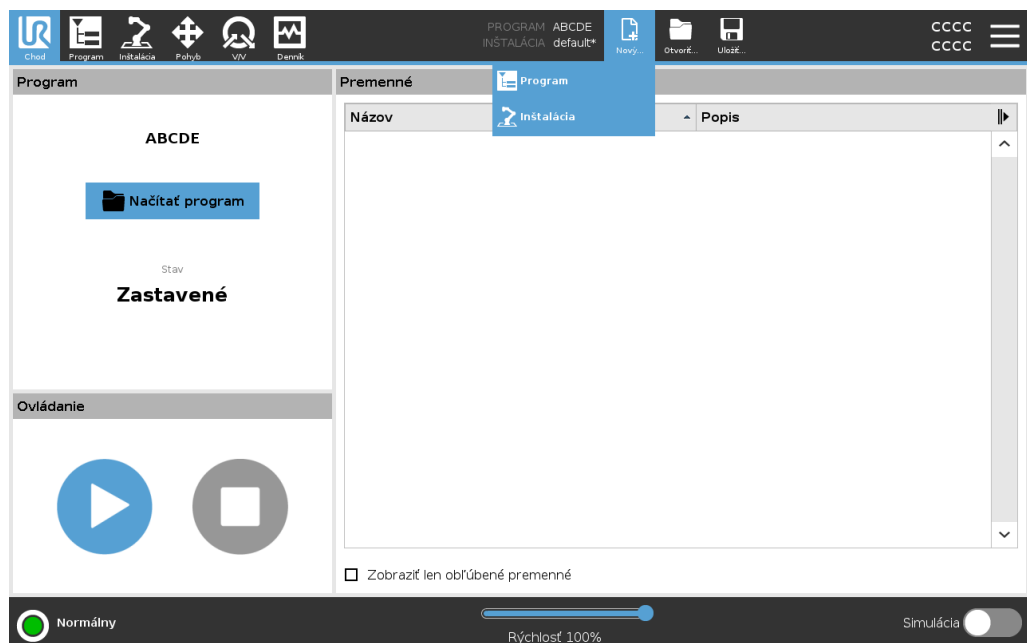 UR
Chod
Program
Inštalácia
Pohyb
V/V
Denník
PROGRAM ABCDE
INŠTALÁCIA default*
Nový...
Otvoriť...
Uložiť...
CCCC
CCCC
Program
Inštalácia
Program
ABCDE
Načítať program
Stav
Zastavené
Ovládanie
Premenné
Názov
Popis
Zobraziť len obľúbené premenné
Normálny
Rýchlosť 100%
Simulácia